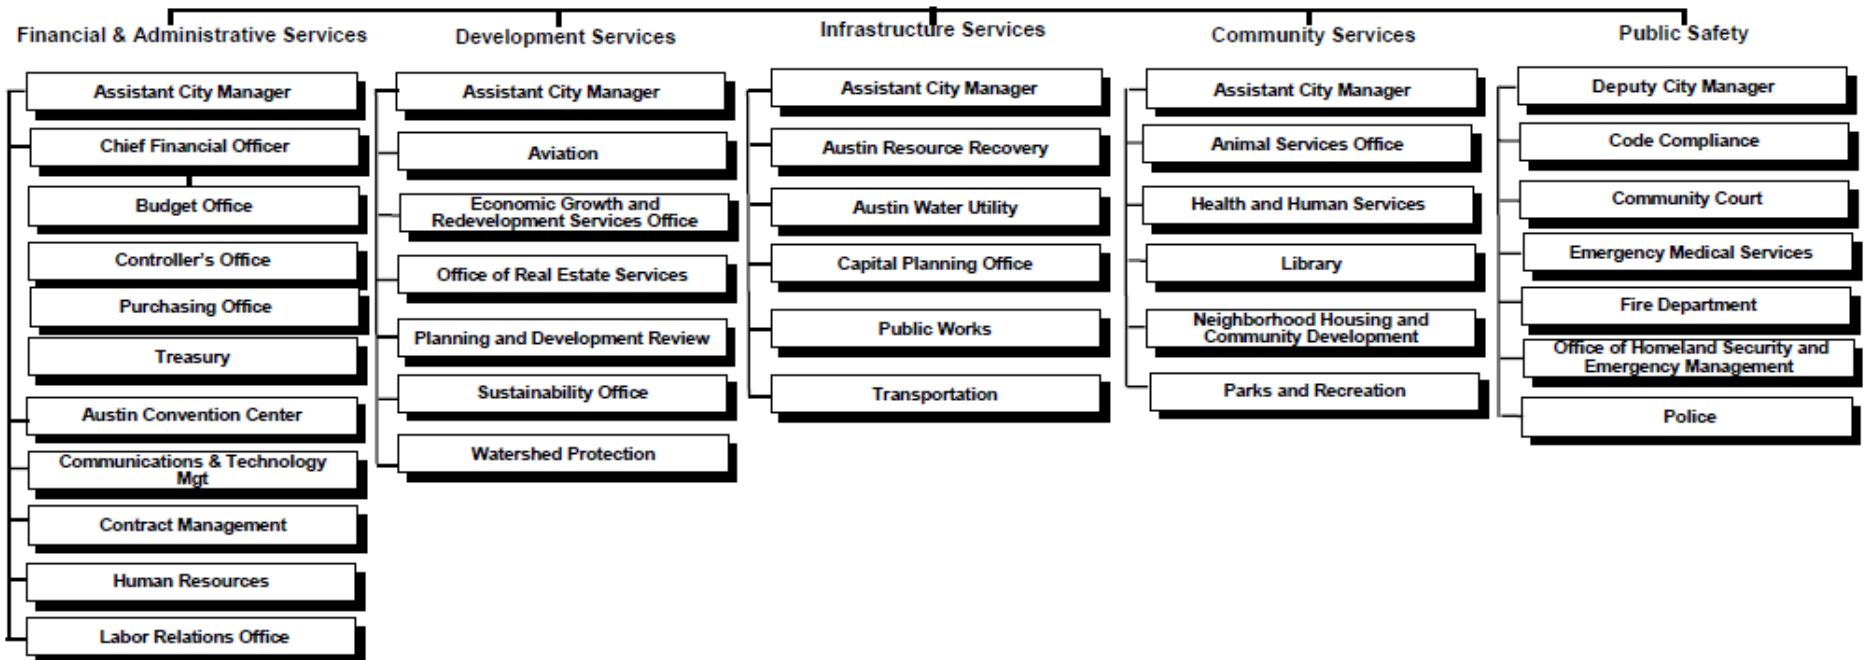 Financial & Administrative Services
Assistant City Manager
Chief Financial Officer
Budget Office
Controller's Office
Purchasing Office
Treasury
Austin Convention Center
Communications & Technology
Mgt
Contract Management
Human Resources
Labor Relations Office
Development Services
Assistant City Manager
Aviation
Economic Growth and
Redevelopment Services Office
Office of Real Estate Services
Planning and Development Review
Sustainability Office
Watershed Protection
Infrastructure Services
Assistant City Manager
Austin Resource Recovery
Austin Water Utility
Capital Planning Office
Public Works
Transportation
Community Services
Assistant City Manager
Animal Services Office
Health and Human Services
Library
Neighborhood Housing and
Community Development
Parks and Recreation
Public Safety
Deputy City Manager
Code Compliance
Community Court
Emergency Medical Services
Fire Department
Office of Homeland Security and
Emergency Management
Police